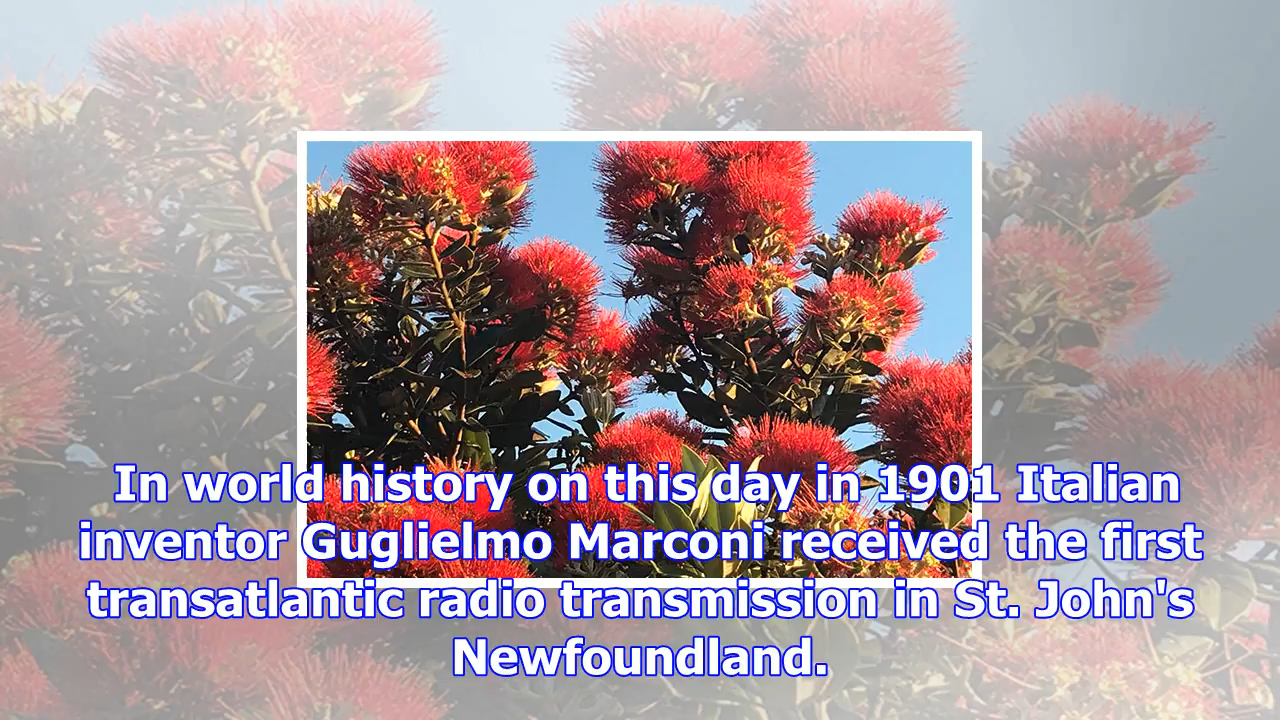 In world history on this day in 1901 Italian
inventor Guglielmo Marconi received the first
transatlantic radio transmission in St. John's
Newfoundland.